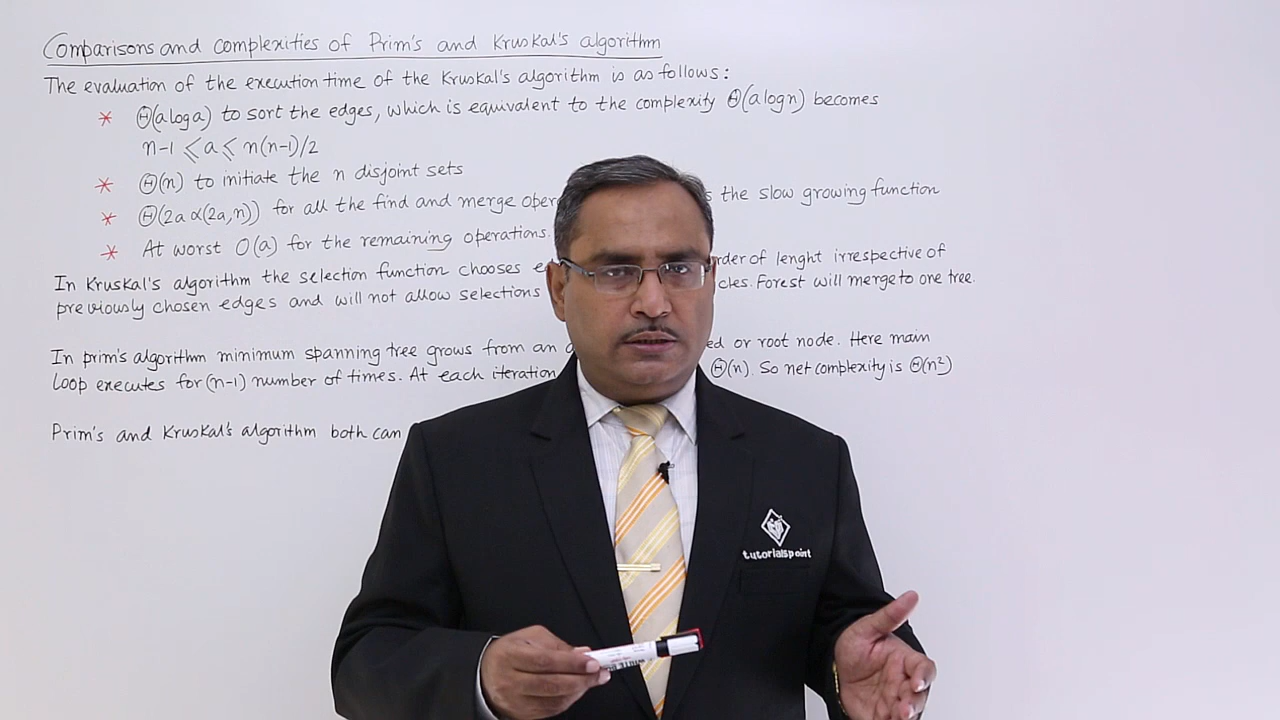 Comparisons and complexities of Prim's and Kruskal's algorithm
The evaluation of the execution time of the Kruskal's algorithm is as follows:
* Θ(a log a) to sort the edges, which is equivalent to the complexity Θ(a log n) becomes
n-1 ⩽ a ⩽ n(n-1)/2
* Θ(n) to initiate the n disjoint sets
* Θ(2a α(2a,n)) for all the find and merge the slow growing function
* At worst O(a) for the remaining operations.
In Kruskal's algorithm the selection function chooses of lenght irrespective of
previously chosen edges and will not allow selections Forest will merge to one tree.
In prim's algorithm minimum spanning tree grows from an or root node. Here main
loop executes for (n-1) number of times. At each iteration Θ(n). So net complexity is Θ(n²)
Prim's and Kruskal's algorithm both can
tutorialspoint